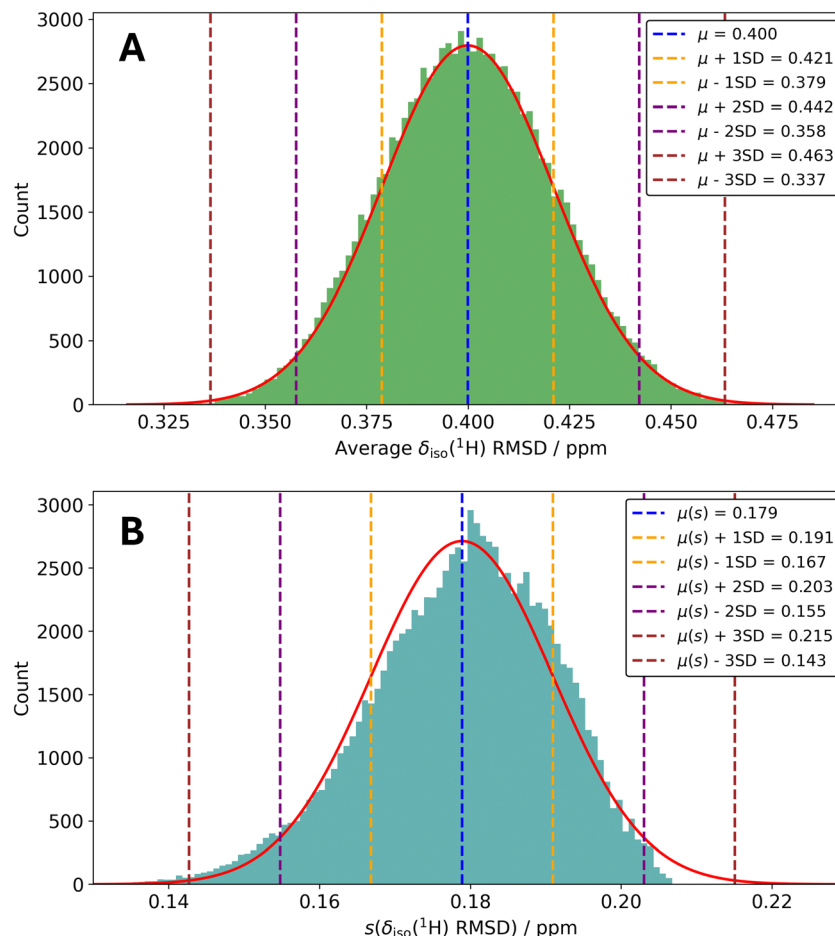 A
μ = 0.400
μ + 1SD = 0.421
μ - 1SD = 0.379
μ + 2SD = 0.442
μ - 2SD = 0.358
μ + 3SD = 0.463
μ - 3SD = 0.337
3000
2500
2000
1500
1000
500
0
Count
0.325 0.350 0.375 0.400 0.425 0.450 0.475
Average δiso(¹H) RMSD / ppm
B
μ(s) = 0.179
μ(s) + 1SD = 0.191
μ(s) - 1SD = 0.167
μ(s) + 2SD = 0.203
μ(s) - 2SD = 0.155
μ(s) + 3SD = 0.215
μ(s) - 3SD = 0.143
3000
2500
2000
1500
1000
500
0
Count
0.14 0.16 0.18 0.20 0.22
s(δiso(¹H) RMSD) / ppm